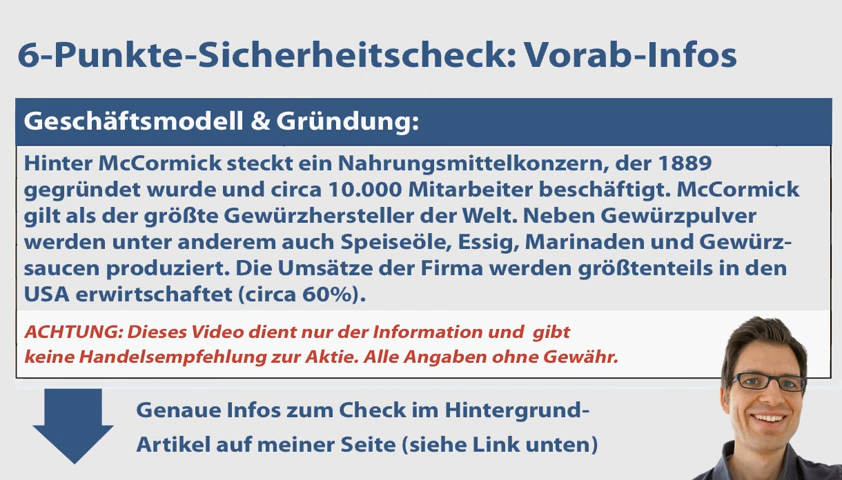 6-Punkte-Sicherheitscheck: Vorab-Infos
Geschäftsmodell & Gründung:
Hinter McCormick steckt ein Nahrungsmittelkonzern, der 1889
gegründet wurde und circa 10.000 Mitarbeiter beschäftigt. McCormick
gilt als der größte Gewürzhersteller der Welt. Neben Gewürzpulver
werden unter anderem auch Speiseöle, Essig, Marinaden und Gewürz-
saucen produziert. Die Umsätze der Firma werden größtenteils in den
USA erwirtschaftet (circa 60%).
ACHTUNG: Dieses Video dient nur der Information und gibt
keine Handelsempfehlung zur Aktie. Alle Angaben ohne Gewähr.
Genaue Infos zum Check im Hintergrund-
Artikel auf meiner Seite (siehe Link unten)